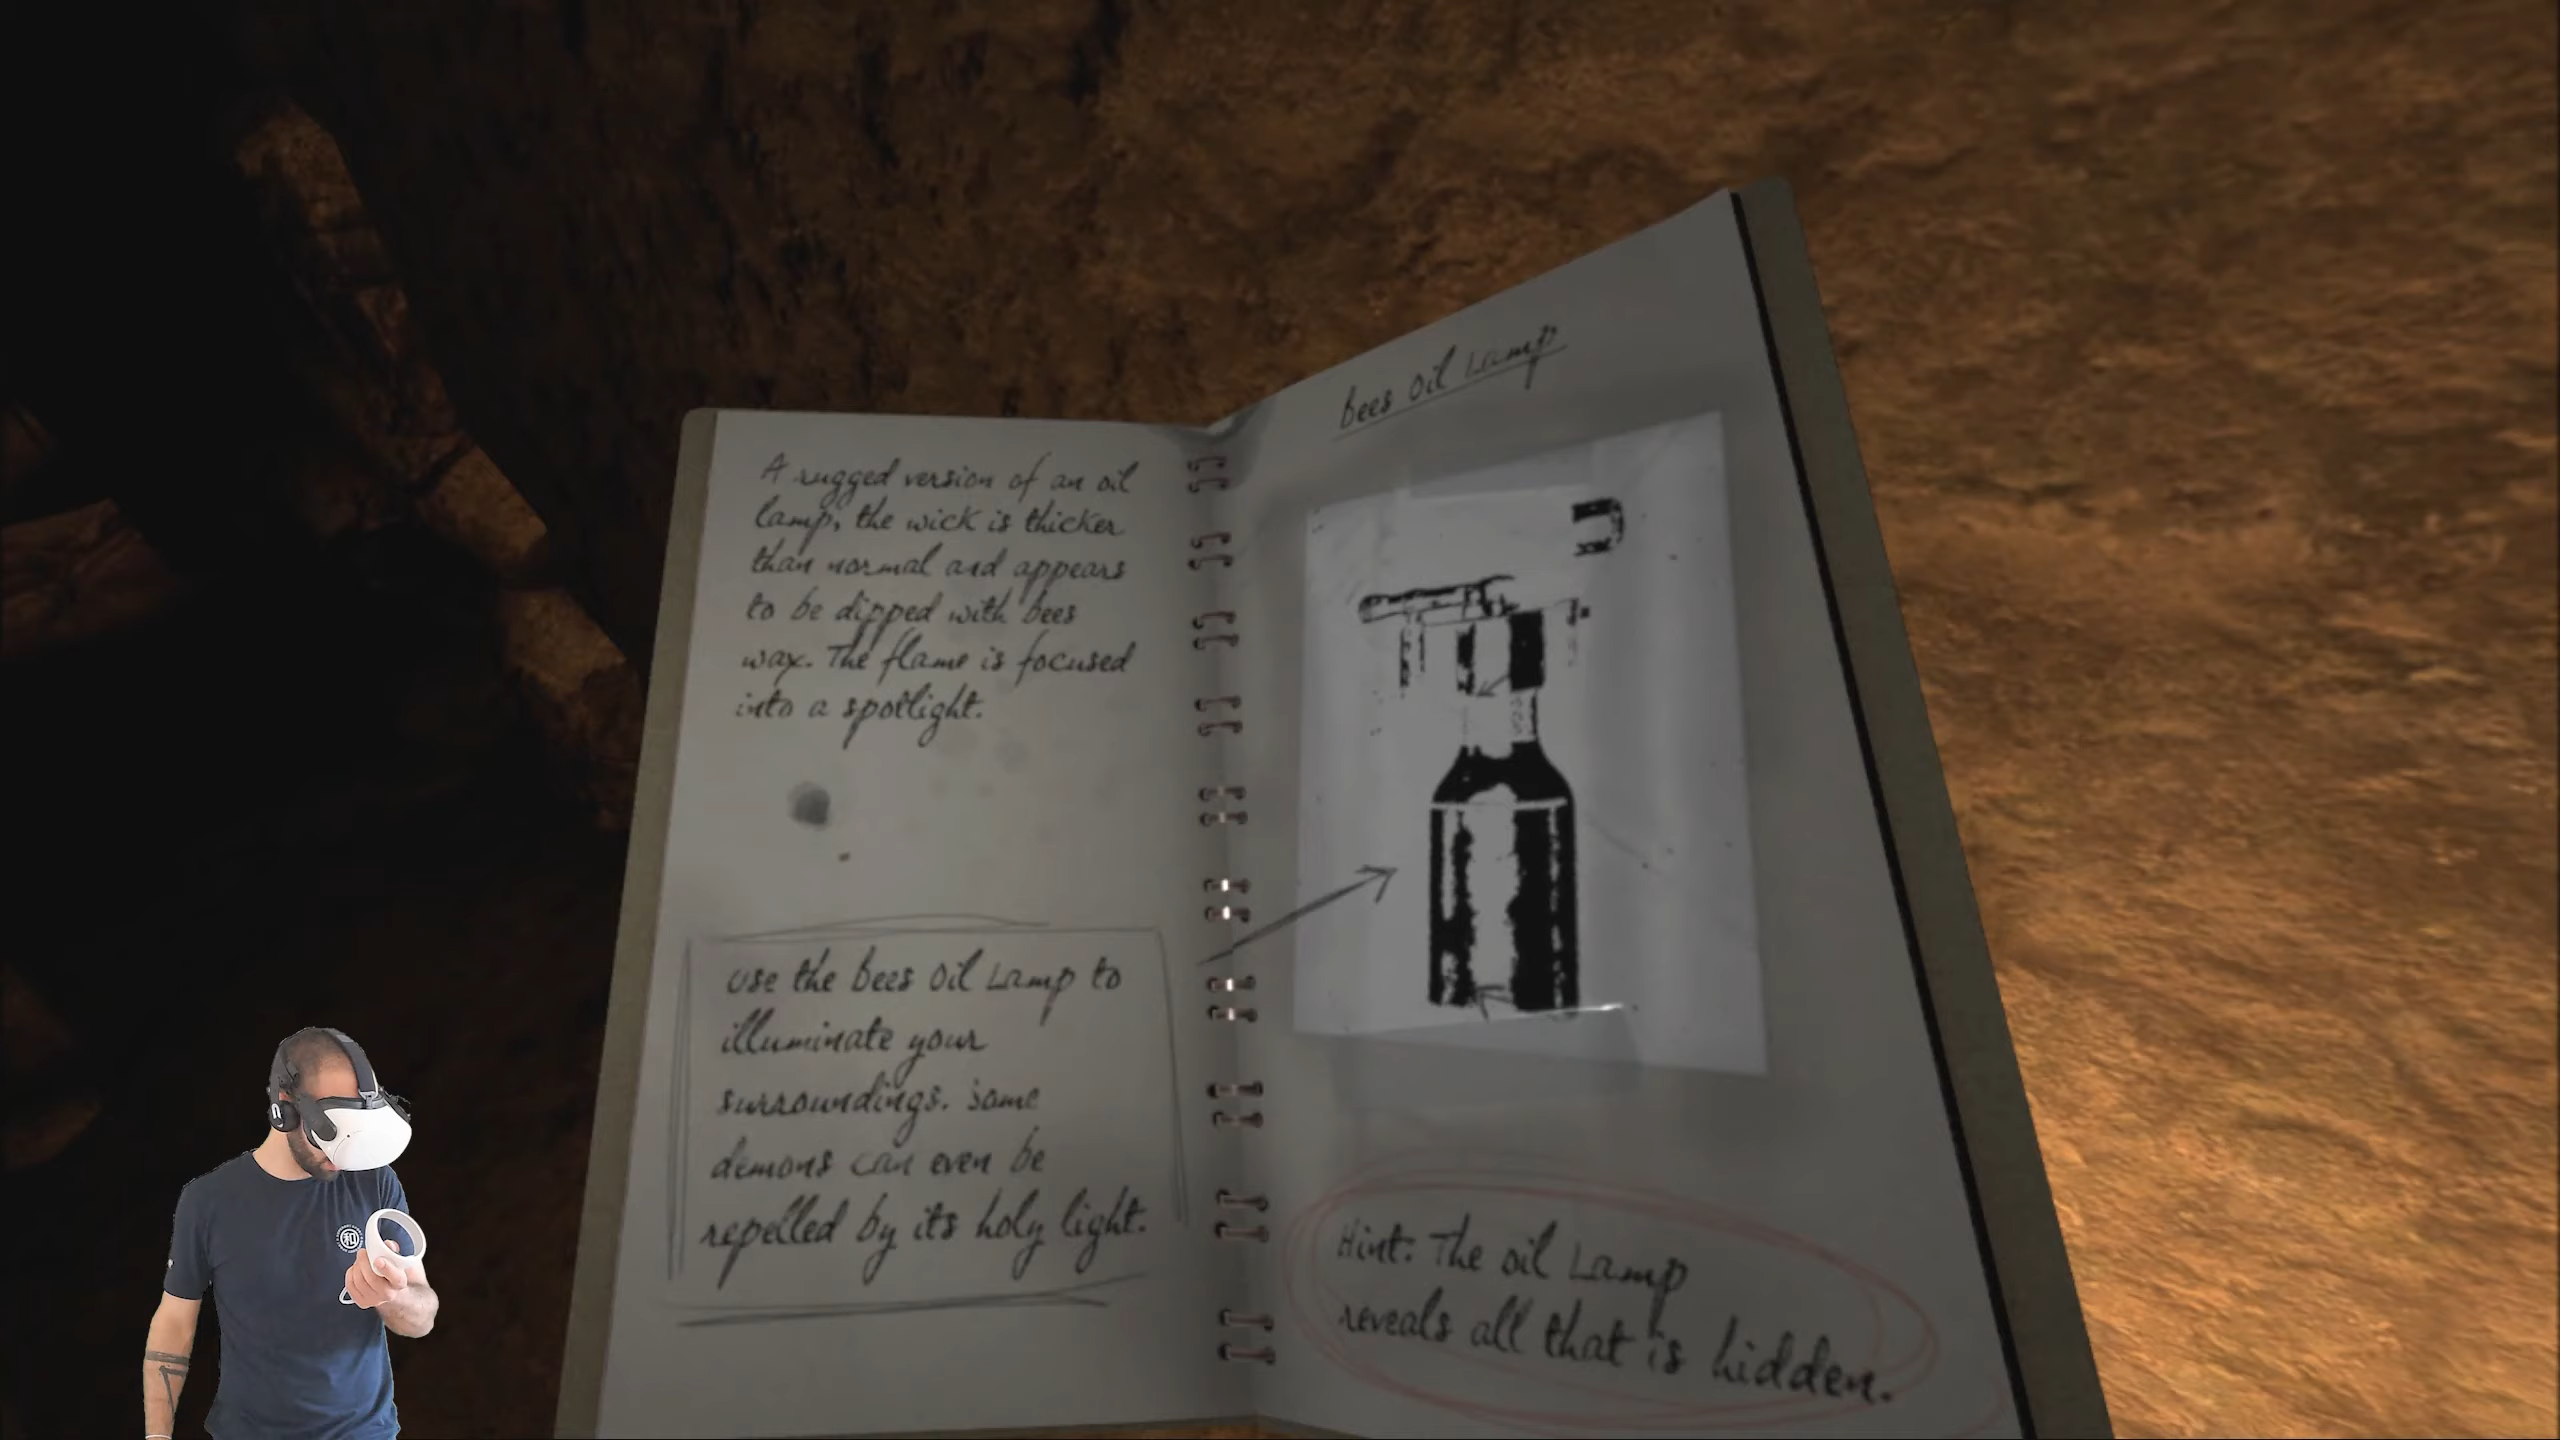 A rugged version of an oil
lamp, the wick is thicker
than normal and appears
to be dipped with bees
wax. The flame is focused
into a spotlight.
use the bees oil Lamp to
illuminate your
surroundings. some
demons can even be
repelled by its holy light.
bees oil Lamp
Hint: The oil Lamp
reveals all that is hidden.
和